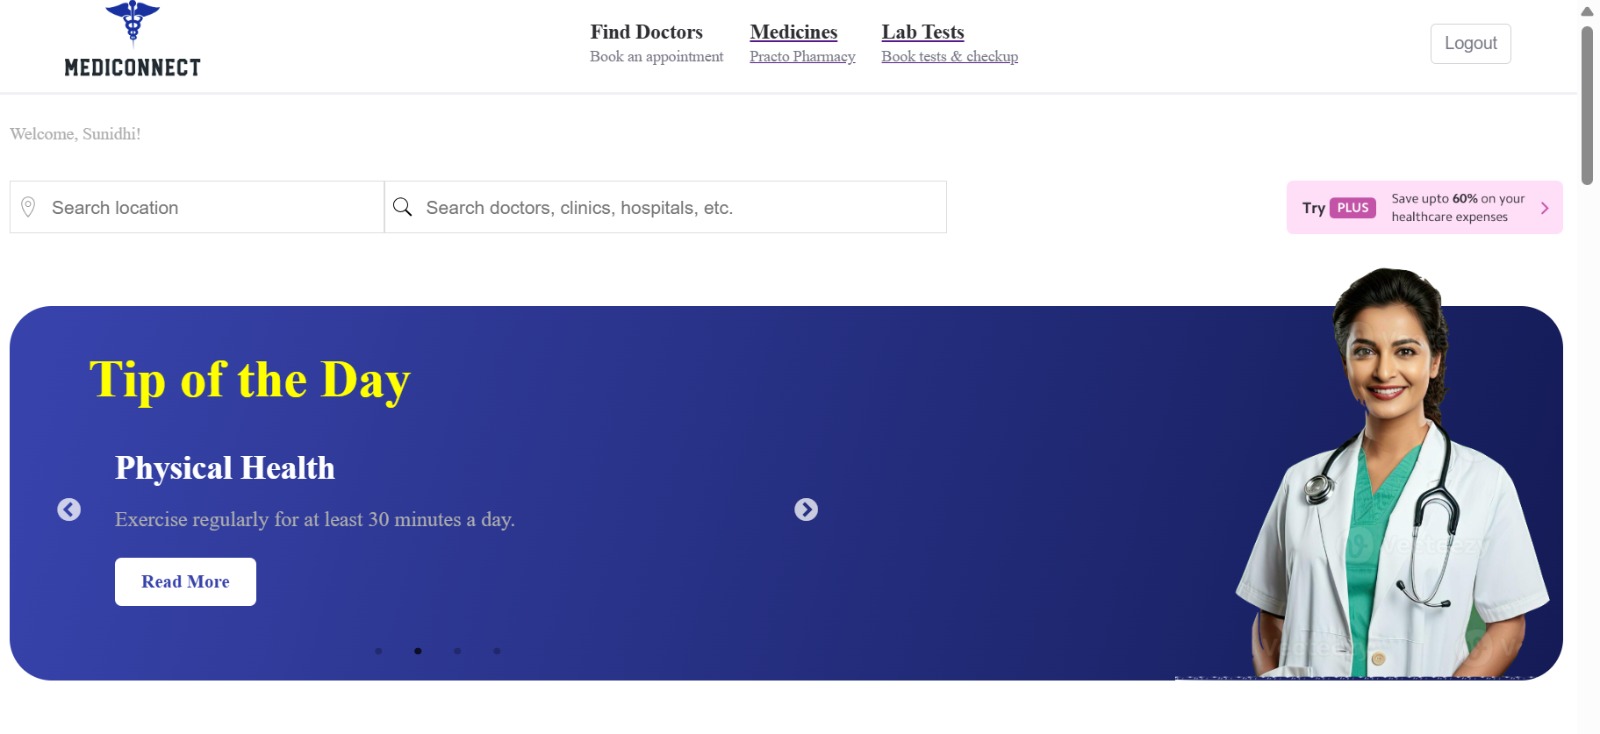 MEDICONNECT
Find Doctors
Book an appointment
Medicines
Practo Pharmacy
Lab Tests
Book tests & checkup
Logout
Welcome, Sunidhi!
Search location
Search doctors, clinics, hospitals, etc.
Try PLUS
Save upto 60% on your
healthcare expenses
Tip of the Day
Physical Health
Exercise regularly for at least 30 minutes a day.
Read More